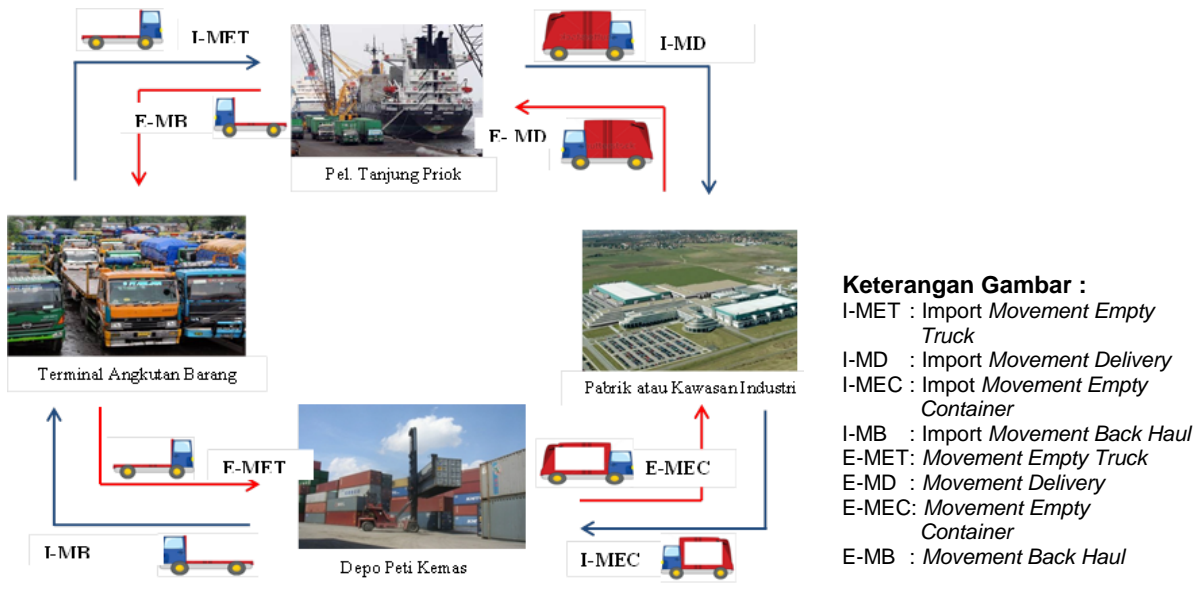 I-MET
I-MD
E-MB
E- MD
Pel. Tanjung Priok
Terminal Angkutan Barang
Pabrik atau Kawasan Industri
E-MET
E-MEC
I-MB
I-MEC
Depo Peti Kemas
Keterangan Gambar :
I-MET : Import Movement Empty
Truck
I-MD : Import Movement Delivery
I-MEC : Impot Movement Empty
Container
I-MB : Import Movement Back Haul
E-MET: Movement Empty Truck
E-MD : Movement Delivery
E-MEC: Movement Empty
Container
E-MB : Movement Back Haul